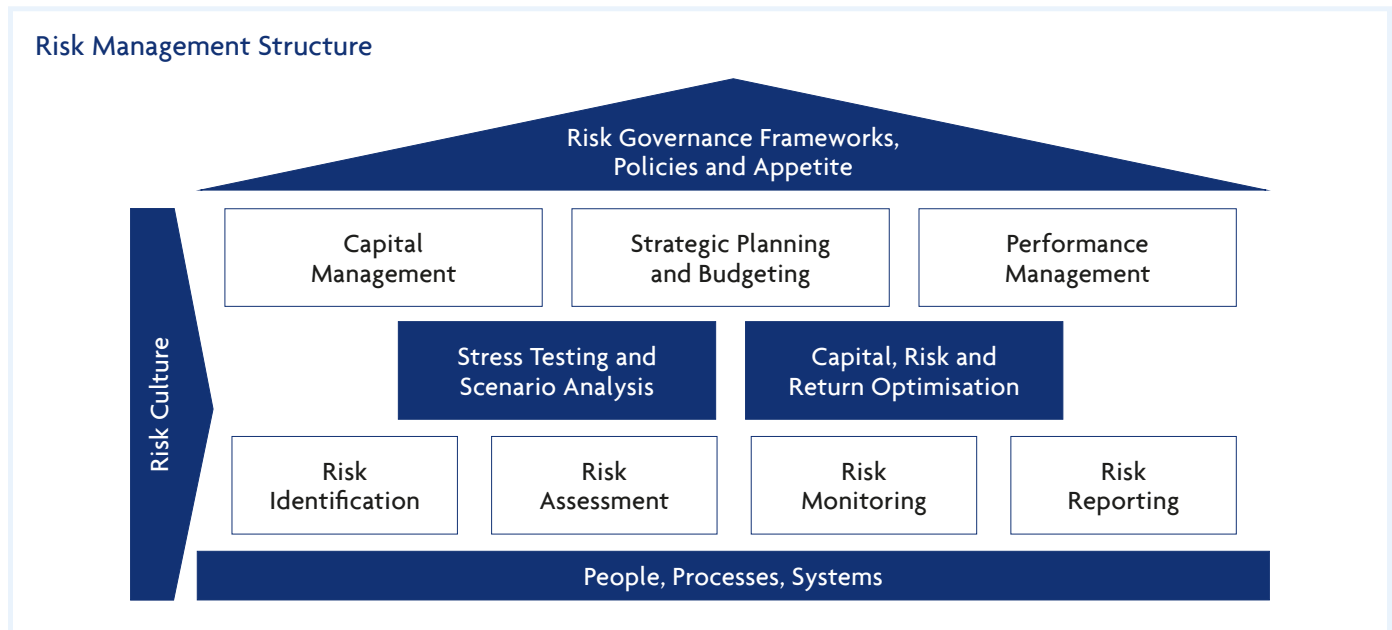 Risk Management Structure
Risk Governance Frameworks,
Policies and Appetite
Capital
Management
Strategic Planning
and Budgeting
Performance
Management
Risk Culture
Stress Testing and
Scenario Analysis
Capital, Risk and
Return Optimisation
Risk
Identification
Risk
Assessment
Risk
Monitoring
Risk
Reporting
People, Processes, Systems